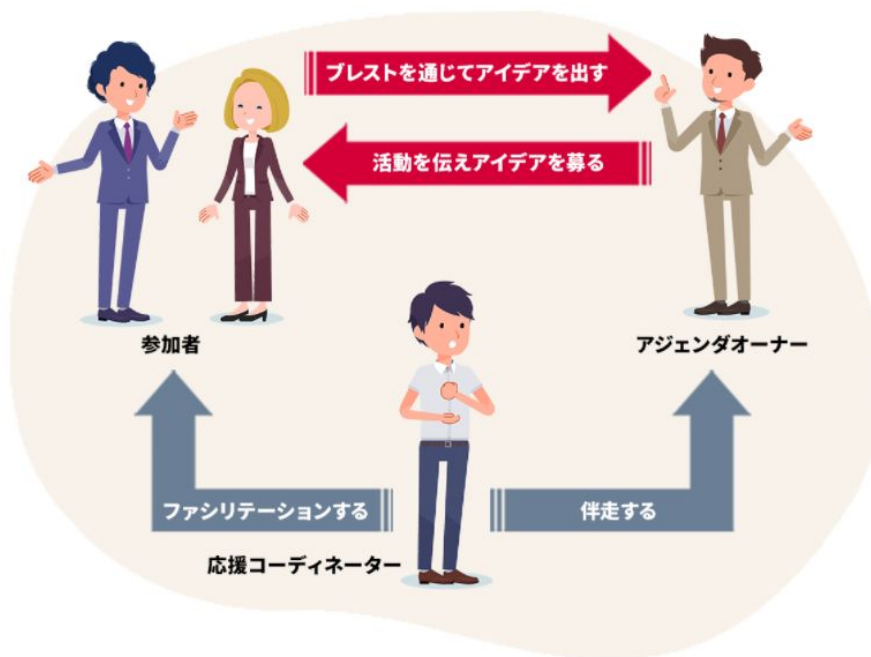 ブレストを通じてアイデアを出す
活動を伝えアイデアを募る
参加者
アジェンダオーナー
ファシリテーションする
伴走する
応援コーディネーター